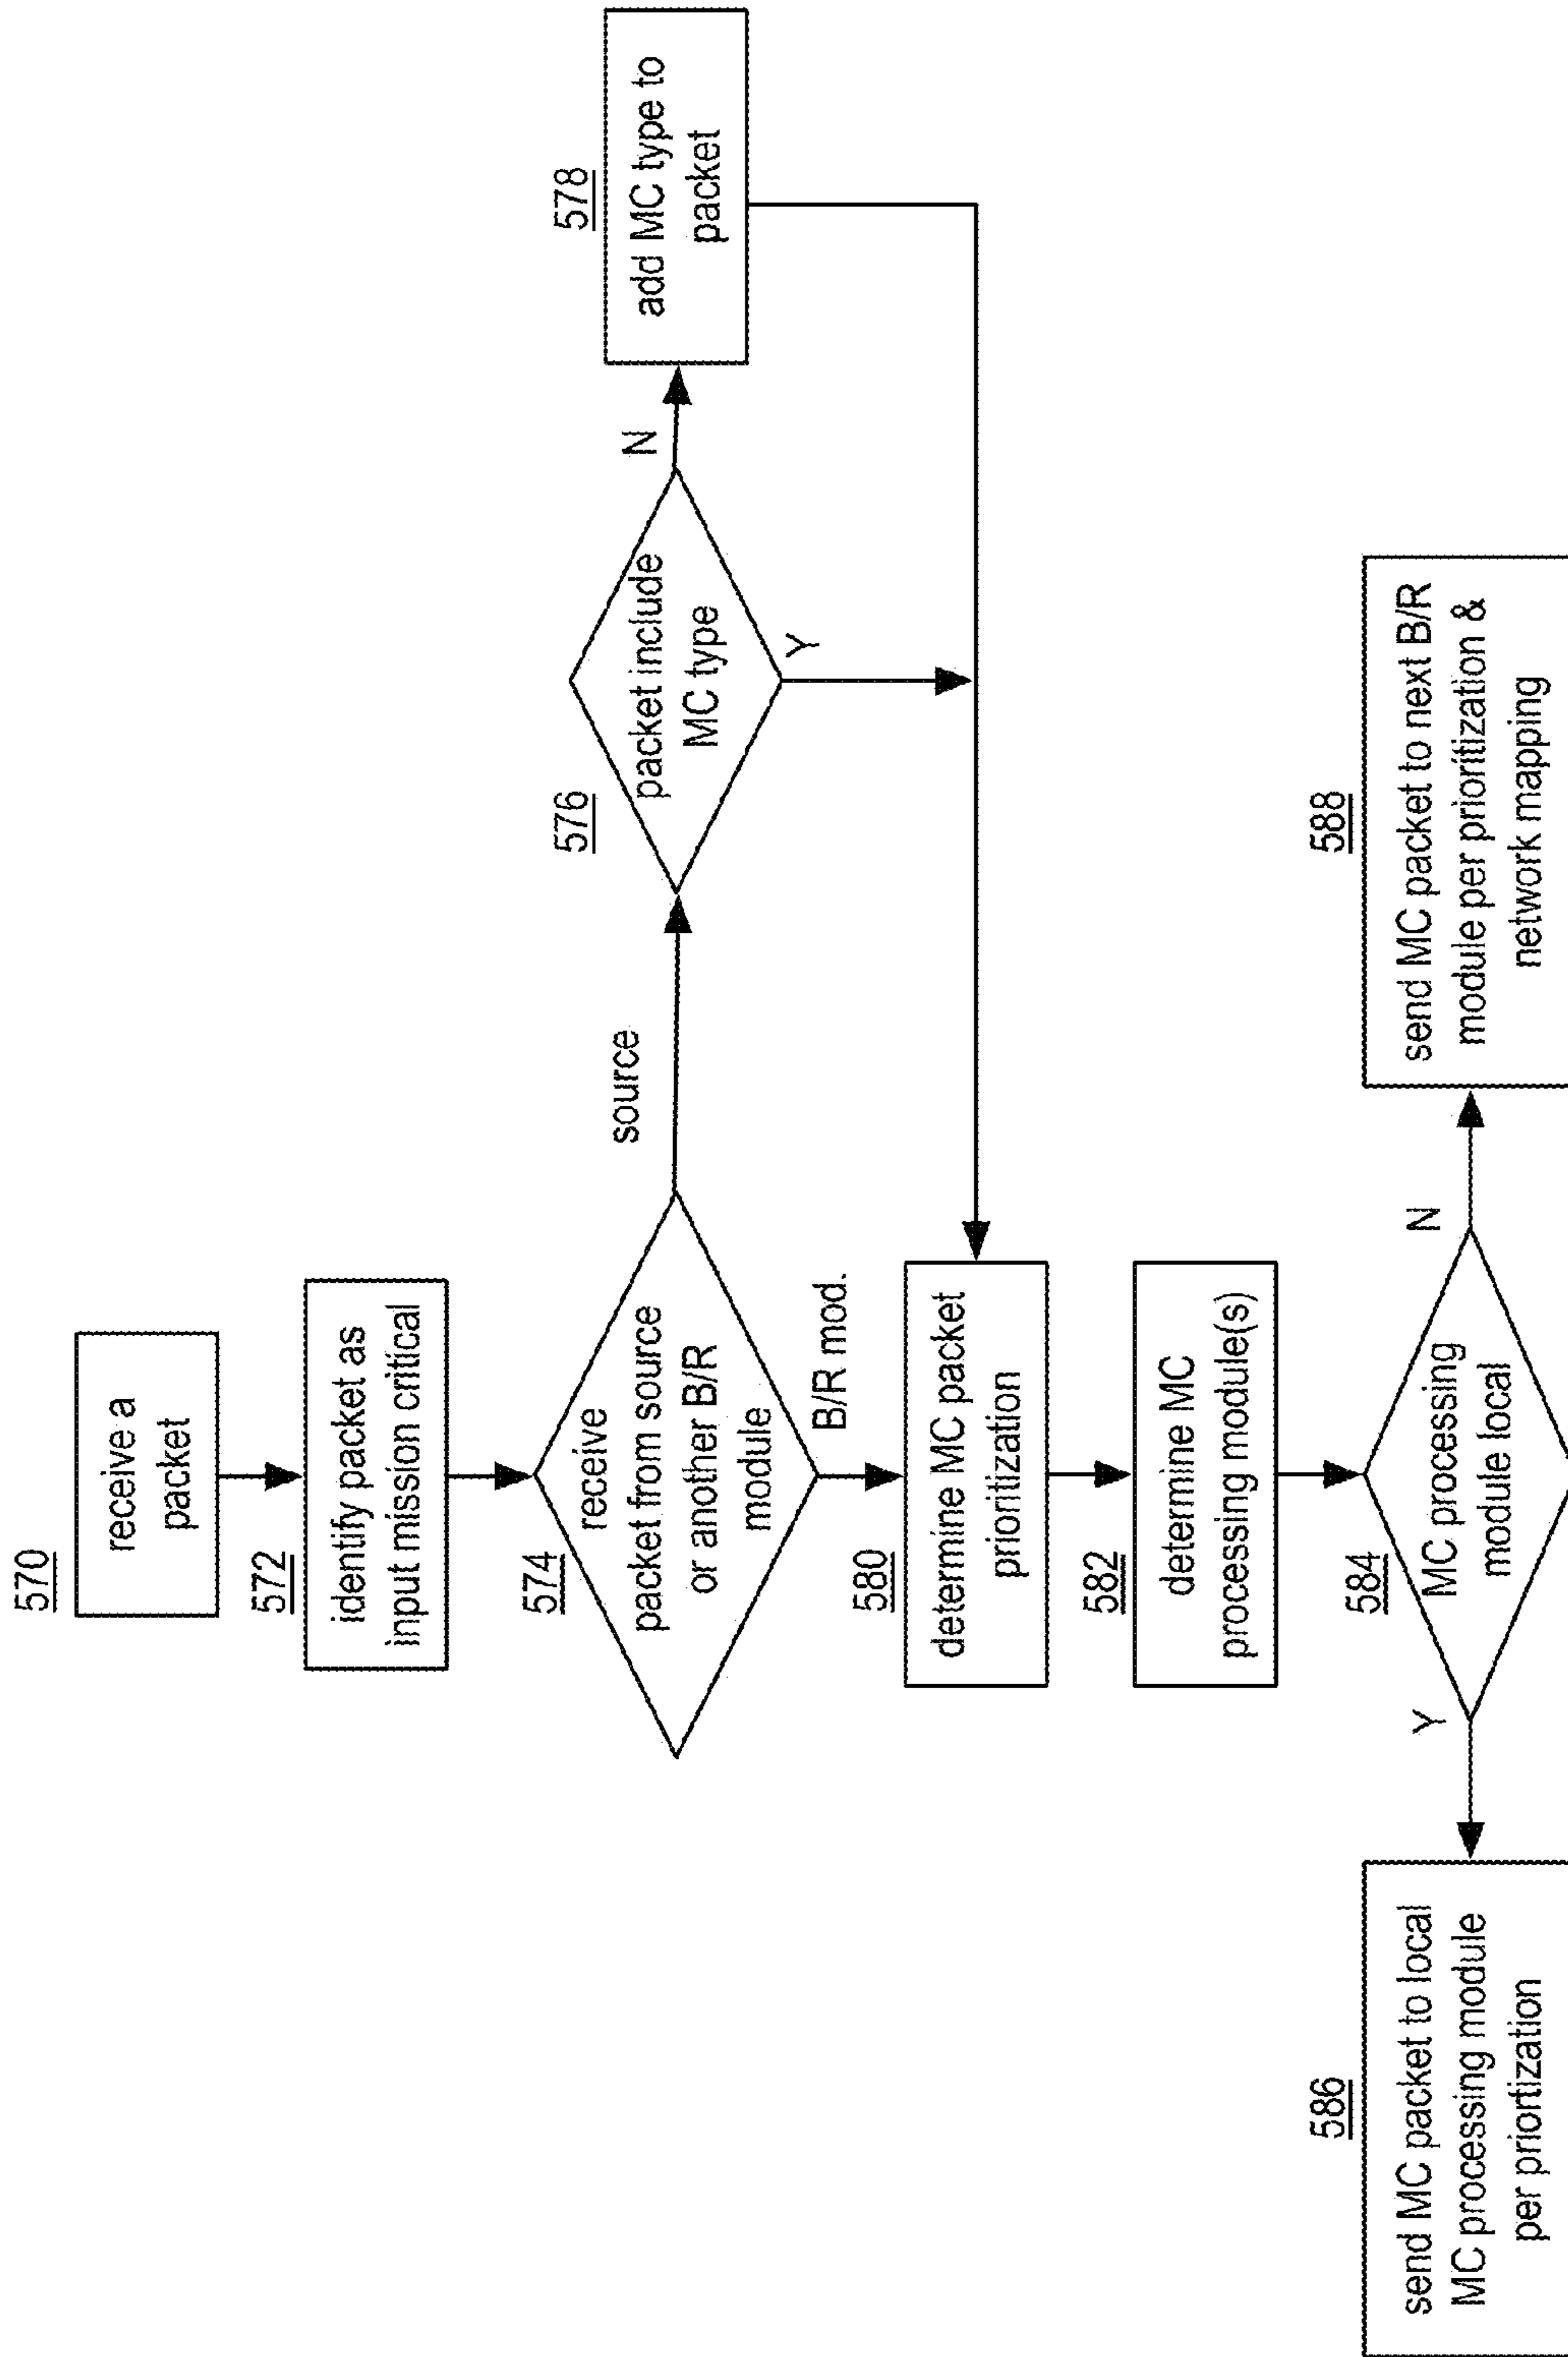 570
receive a
packet
572
identify packet as
input mission critical
574
receive
packet from source
or another B/R
module
source
B/R mod.
576
packet include
MC type
N
Y
578
add MC type to
packet
580
determine MC packet
prioritization
582
determine MC
processing module(s)
584
MC processing
module local
Y
N
586
send MC packet to local
MC processing module
per prioritization
588
send MC packet to next B/R
module per prioritization &
network mapping